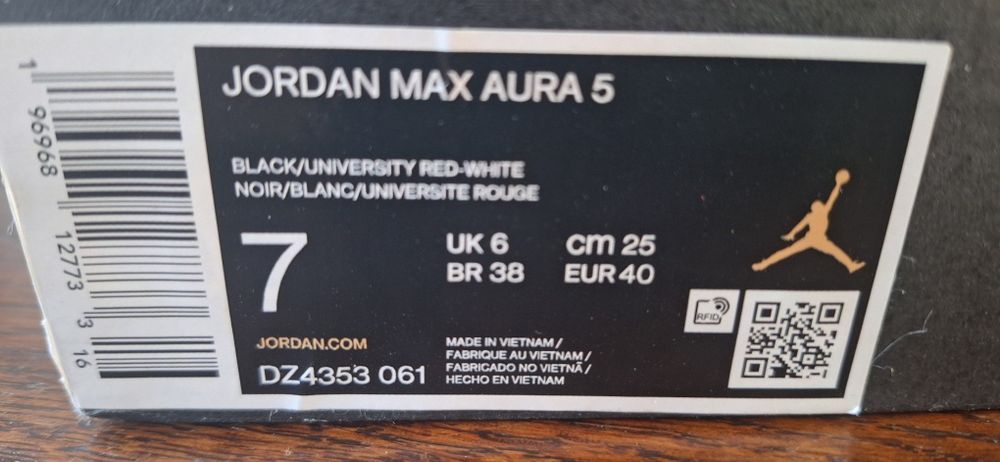 JORDAN MAX AURA 5
BLACK/UNIVERSITY RED-WHITE
NOIR/BLANC/UNIVERSITE ROUGE
7
UK 6 cm 25
BR 38 EUR 40
RFID
JORDAN.COM
DZ4353 061
MADE IN VIETNAM /
FABRIQUE AU VIETNAM /
FABRICADO NO VIETNÃ /
HECHO EN VIETNAM
1 96968 12773 3 16